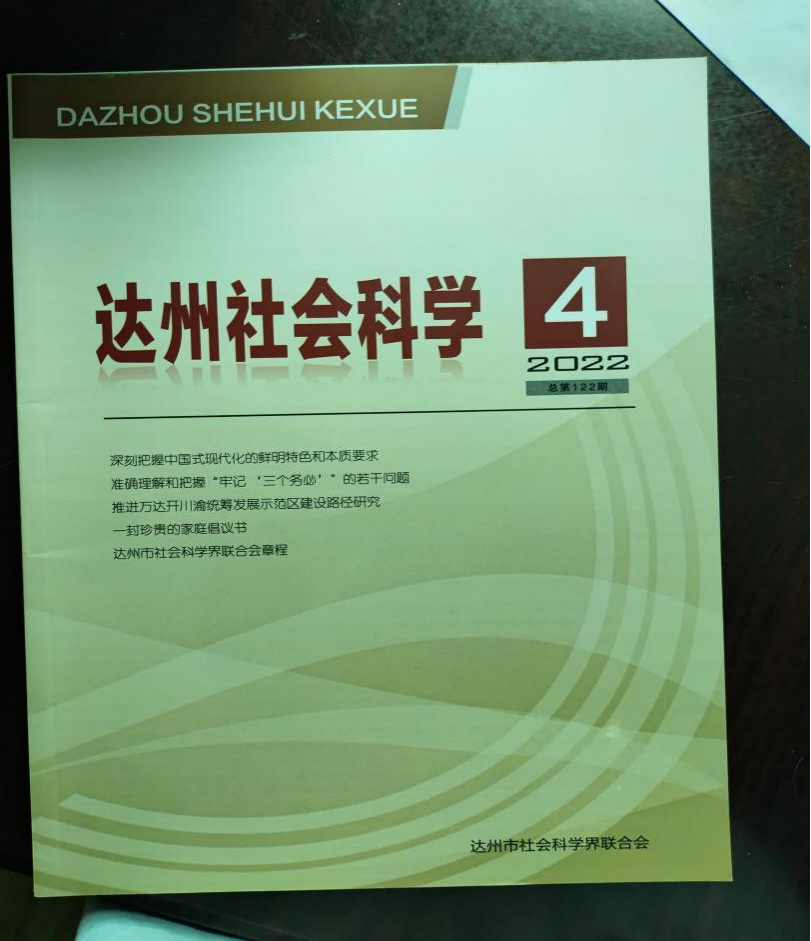 DAZHOU SHEHUI KEXUE
达州社会科学
4
2022
总第122期
深刻把握中国式现代化的鲜明特色和本质要求
准确理解和把握“牢记‘三个务必’”的若干问题
推进万达开川渝统筹发展示范区建设路径研究
一封珍贵的家庭倡议书
达州市社会科学界联合会章程
达州市社会科学界联合会